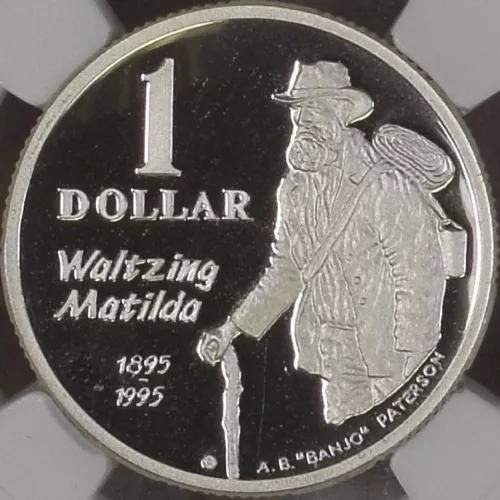 1
DOLLAR
Waltzing
Matilda
1895
-
1995
A.B. "BANJO" PATERSON